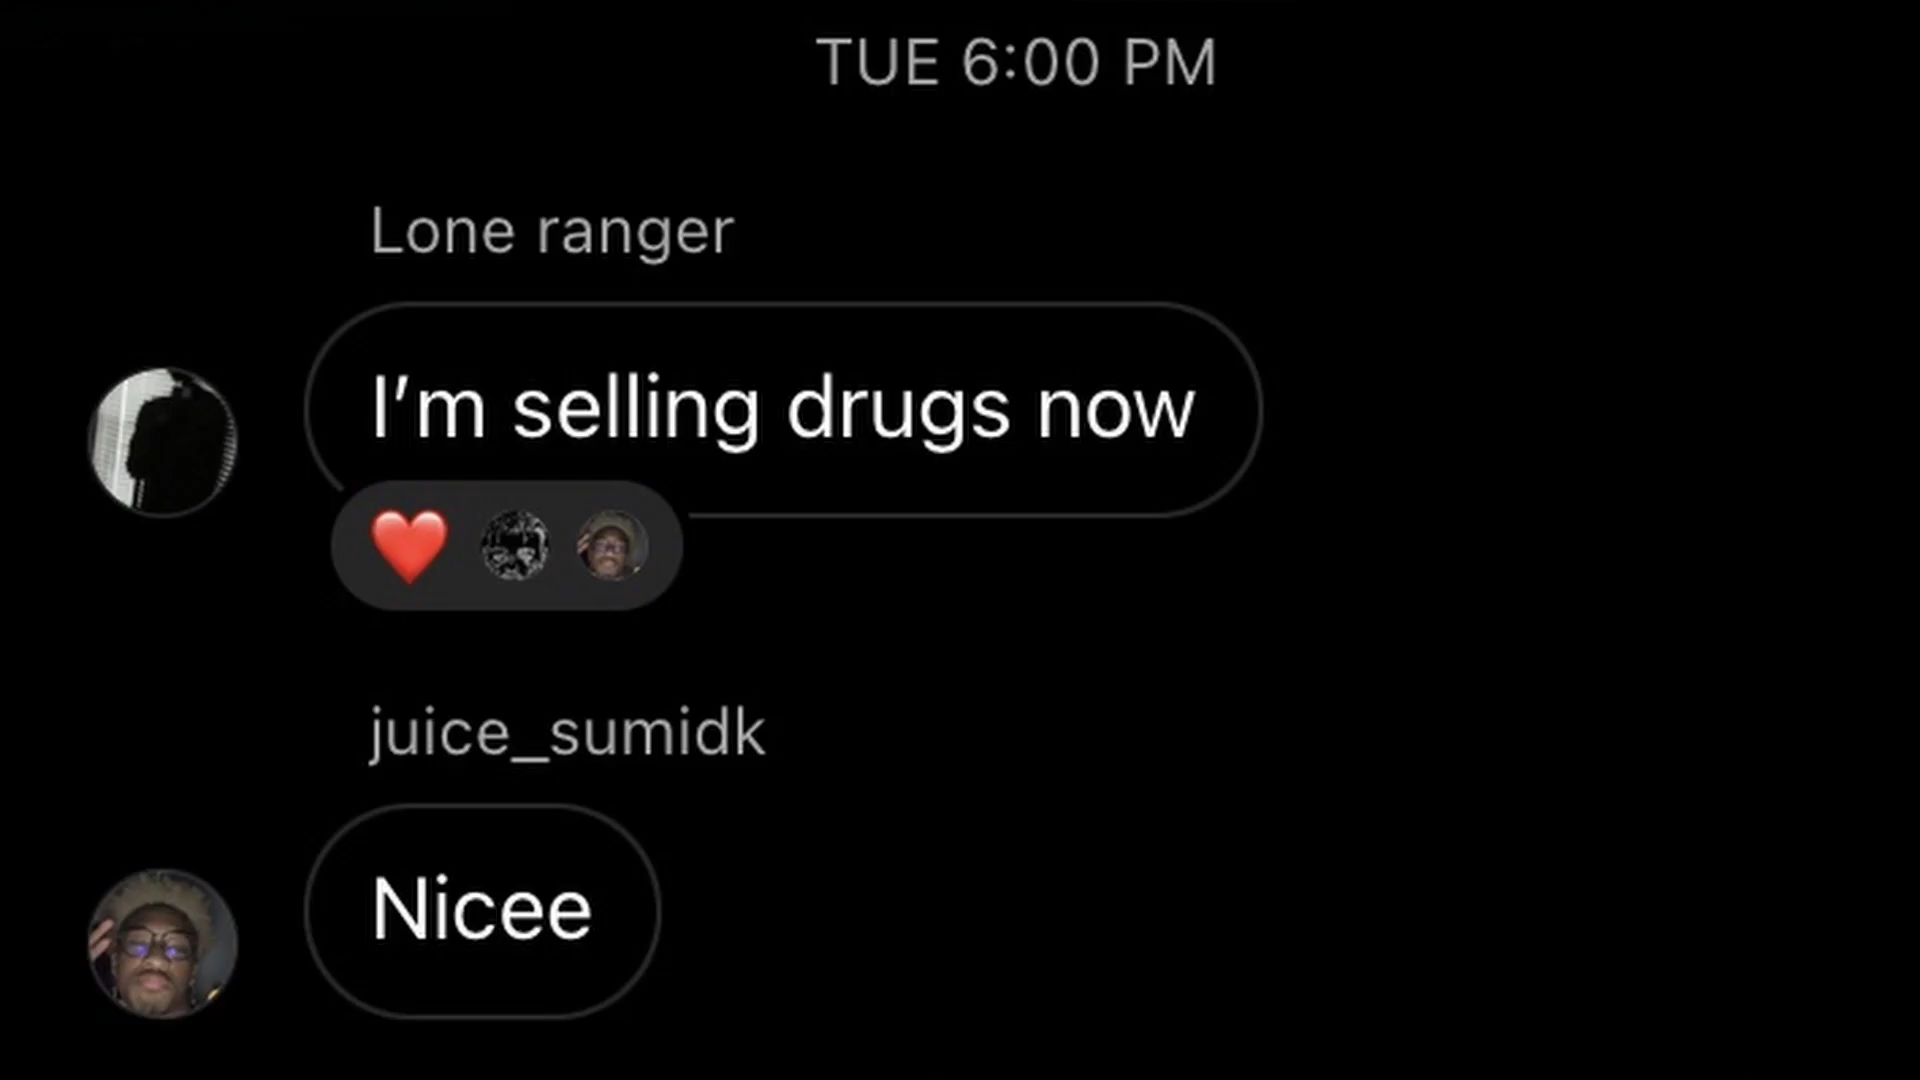 TUE 6:00 PM
Lone ranger
I’m selling drugs now
juice_sumidk
Nicee